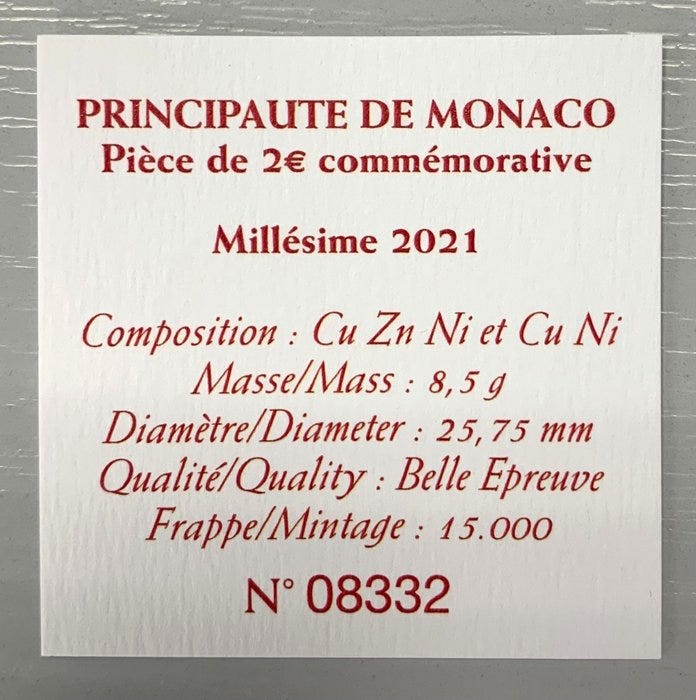 PRINCIPAUTE DE MONACO
Pièce de 2€ commémorative
Millésime 2021
Composition : Cu Zn Ni et Cu Ni
Masse/Mass : 8,5 g
Diamètre/Diameter : 25,75 mm
Qualité/Quality : Belle Epreuve
Frappe/Mintage : 15.000
N° 08332